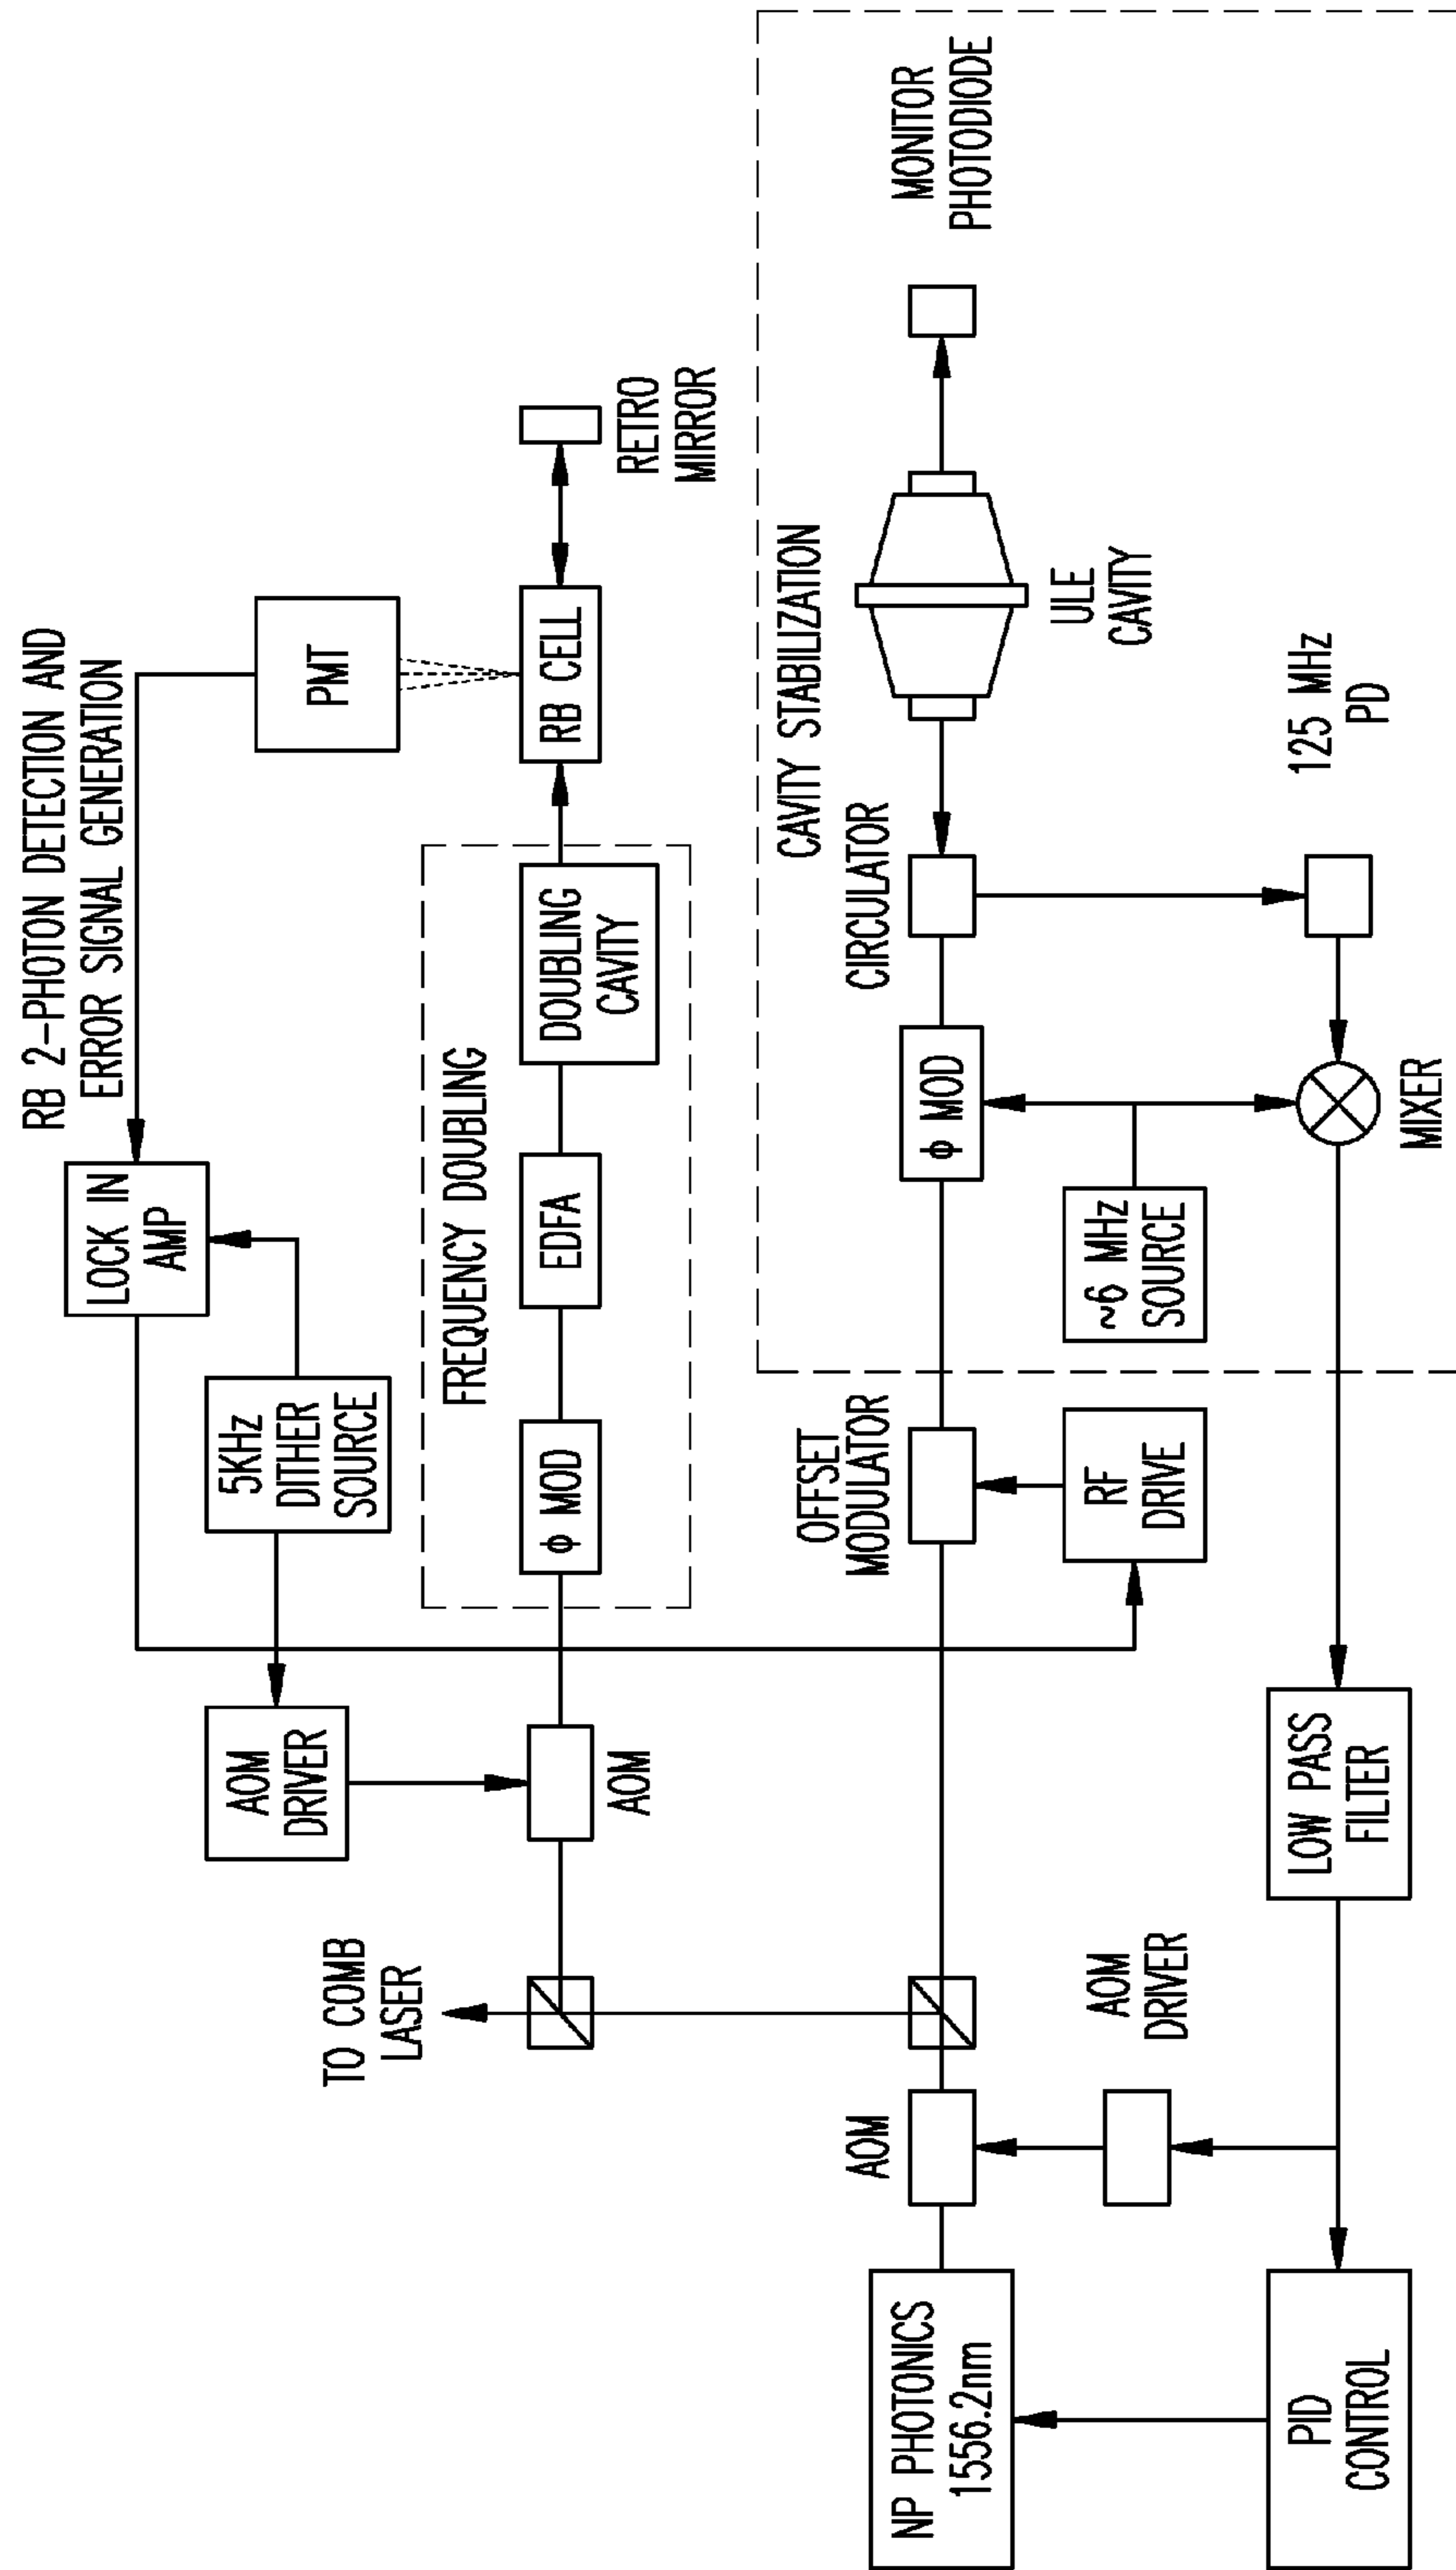 RB 2-PHOTON DETECTION AND
ERROR SIGNAL GENERATION
LOCK IN
AMP
PMT
5KHz
DITHER
SOURCE
AOM
DRIVER
TO COMB
LASER
AOM
FREQUENCY DOUBLING
ϕ MOD
EDFA
DOUBLING
CAVITY
RB CELL
RETRO
MIRROR
NP PHOTONICS
1556.2nm
AOM
OFFSET
MODULATOR
CAVITY STABILIZATION
ϕ MOD
CIRCULATOR
ULE
CAVITY
MONITOR
PHOTODIODE
AOM
DRIVER
RF
DRIVE
~6 MHz
SOURCE
125 MHz
PD
PID
CONTROL
LOW PASS
FILTER
MIXER